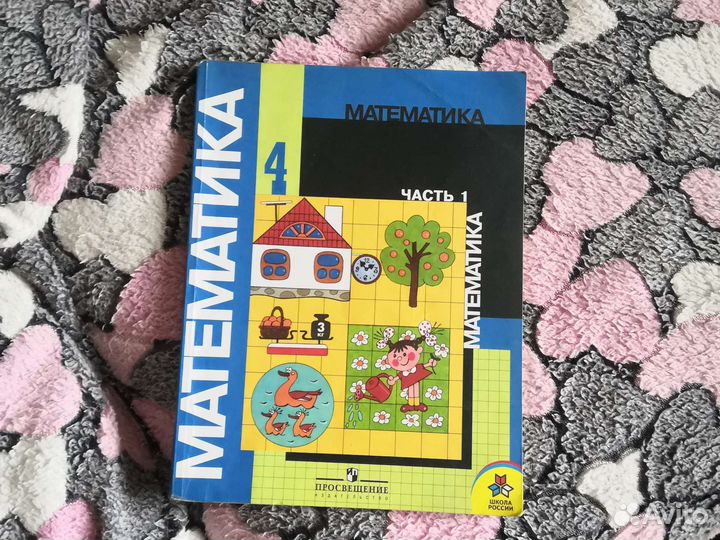 МАТЕМАТИКА
МАТЕМАТИКА
4
ЧАСТЬ 1
МАТЕМАТИКА
3
ПРОСВЕЩЕНИЕ
ИЗДАТЕЛЬСТВО
ШКОЛА
РОССИИ
Avito